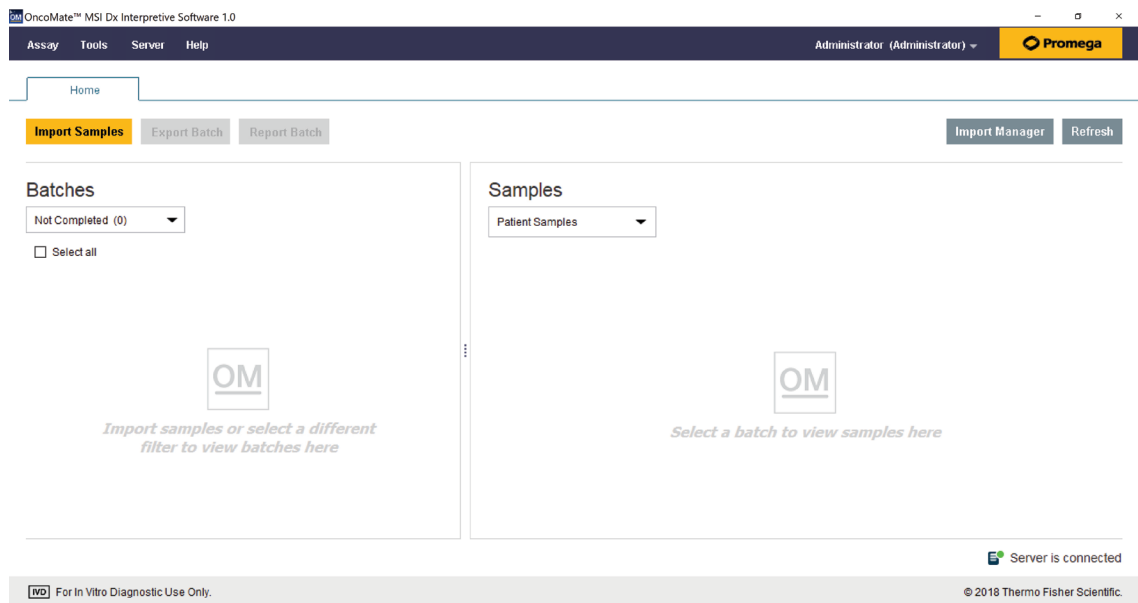 OM OncoMate™ MSI Dx Interpretive Software 1.0
Assay Tools Server Help Administrator (Administrator) Promega
Home
Import Samples Export Batch Report Batch Import Manager Refresh
Batches
Not Completed (0)
Select all
OM
Import samples or select a different
filter to view batches here
Samples
Patient Samples
OM
Select a batch to view samples here
Server is connected
IVD For In Vitro Diagnostic Use Only. © 2018 Thermo Fisher Scientific.